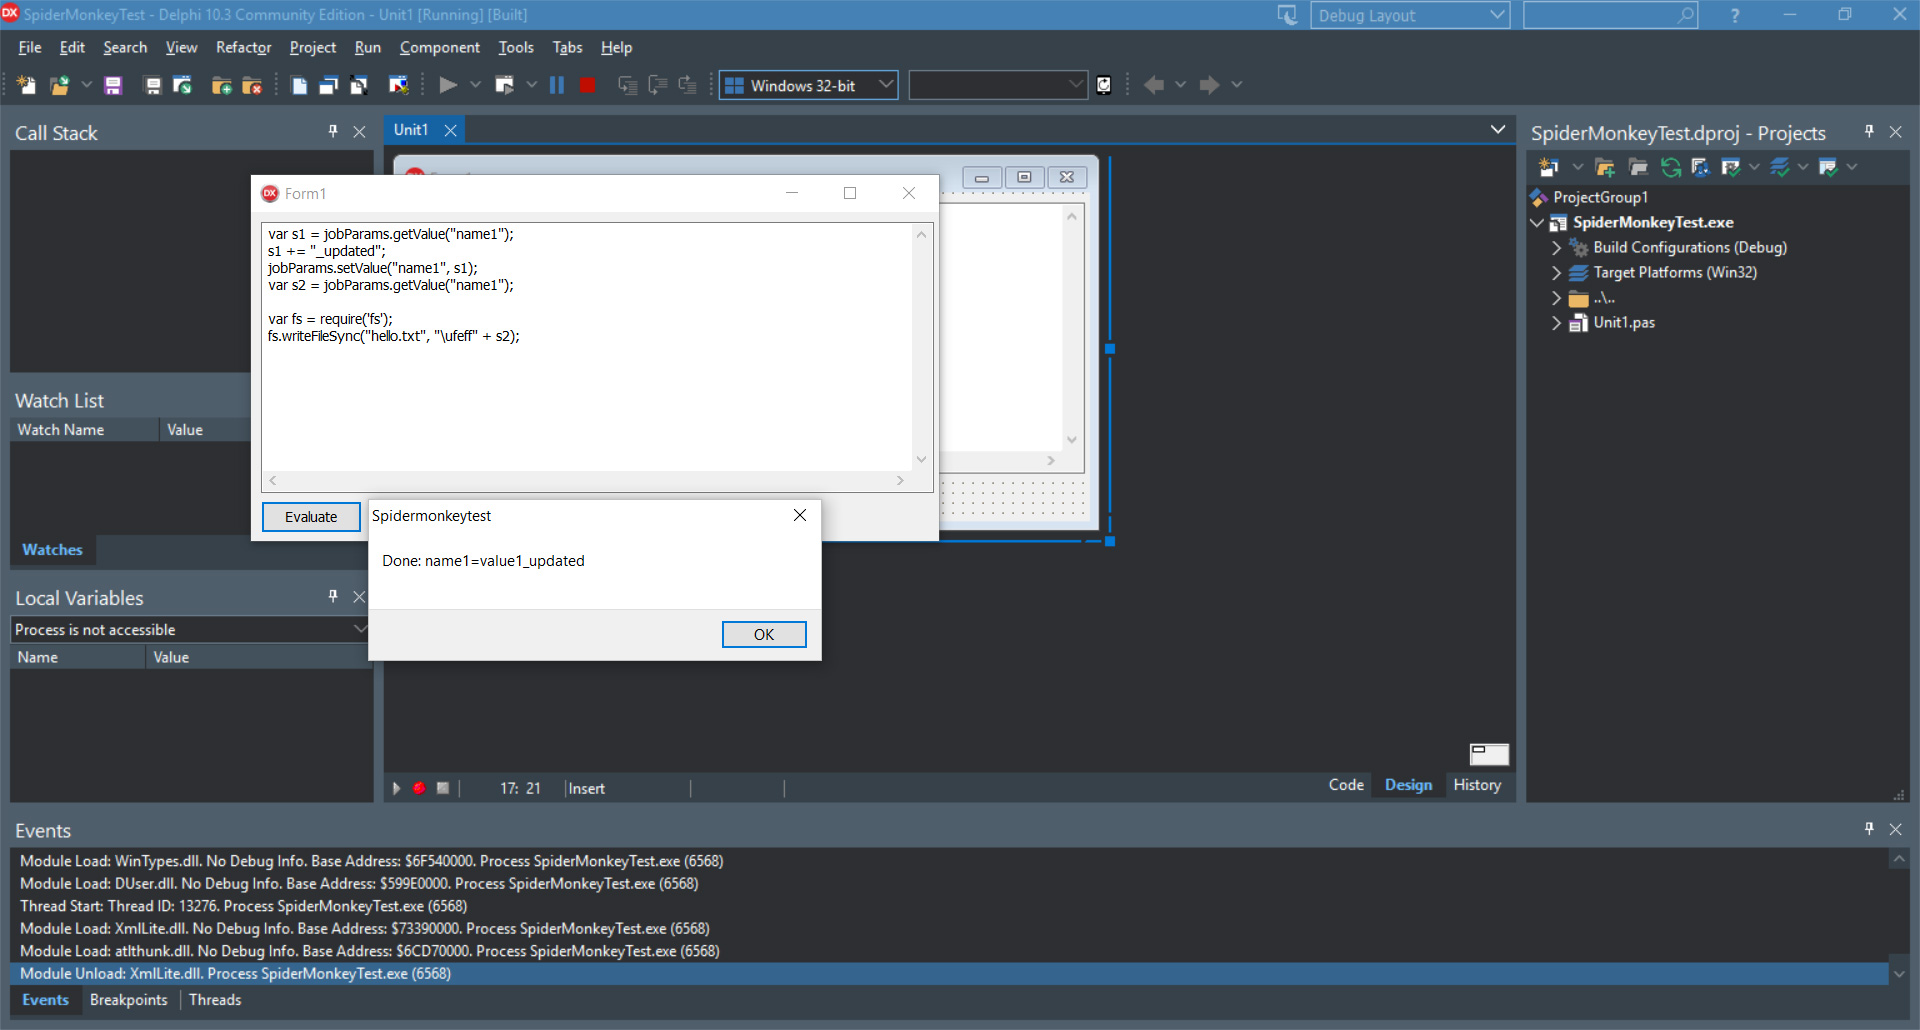 SpiderMonkeyTest - Delphi 10.3 Community Edition - Unit1 [Running] [Built]
Debug Layout
?
File Edit Search View Refactor Project Run Component Tools Tabs Help
Windows 32-bit
Call Stack
Unit1
SpiderMonkeyTest.dproj - Projects
ProjectGroup1
SpiderMonkeyTest.exe
Build Configurations (Debug)
Target Platforms (Win32)
..\..
Unit1.pas
DX Form1
var s1 = jobParams.getValue("name1");
s1 += "_updated";
jobParams.setValue("name1", s1);
var s2 = jobParams.getValue("name1");
var fs = require('fs');
fs.writeFileSync("hello.txt", "\ufeff" + s2);
Evaluate
Spidermonkeytest
Done: name1=value1_updated
OK
Watch List
Watch Name Value
Watches
Local Variables
Process is not accessible
Name Value
17: 21 Insert
Code Design History
Events
Module Load: WinTypes.dll. No Debug Info. Base Address: $6F540000. Process SpiderMonkeyTest.exe (6568)
Module Load: DUser.dll. No Debug Info. Base Address: $599E0000. Process SpiderMonkeyTest.exe (6568)
Thread Start: Thread ID: 13276. Process SpiderMonkeyTest.exe (6568)
Module Load: XmlLite.dll. No Debug Info. Base Address: $73390000. Process SpiderMonkeyTest.exe (6568)
Module Load: atlthunk.dll. No Debug Info. Base Address: $6CD70000. Process SpiderMonkeyTest.exe (6568)
Module Unload: XmlLite.dll. Process SpiderMonkeyTest.exe (6568)
Events Breakpoints Threads